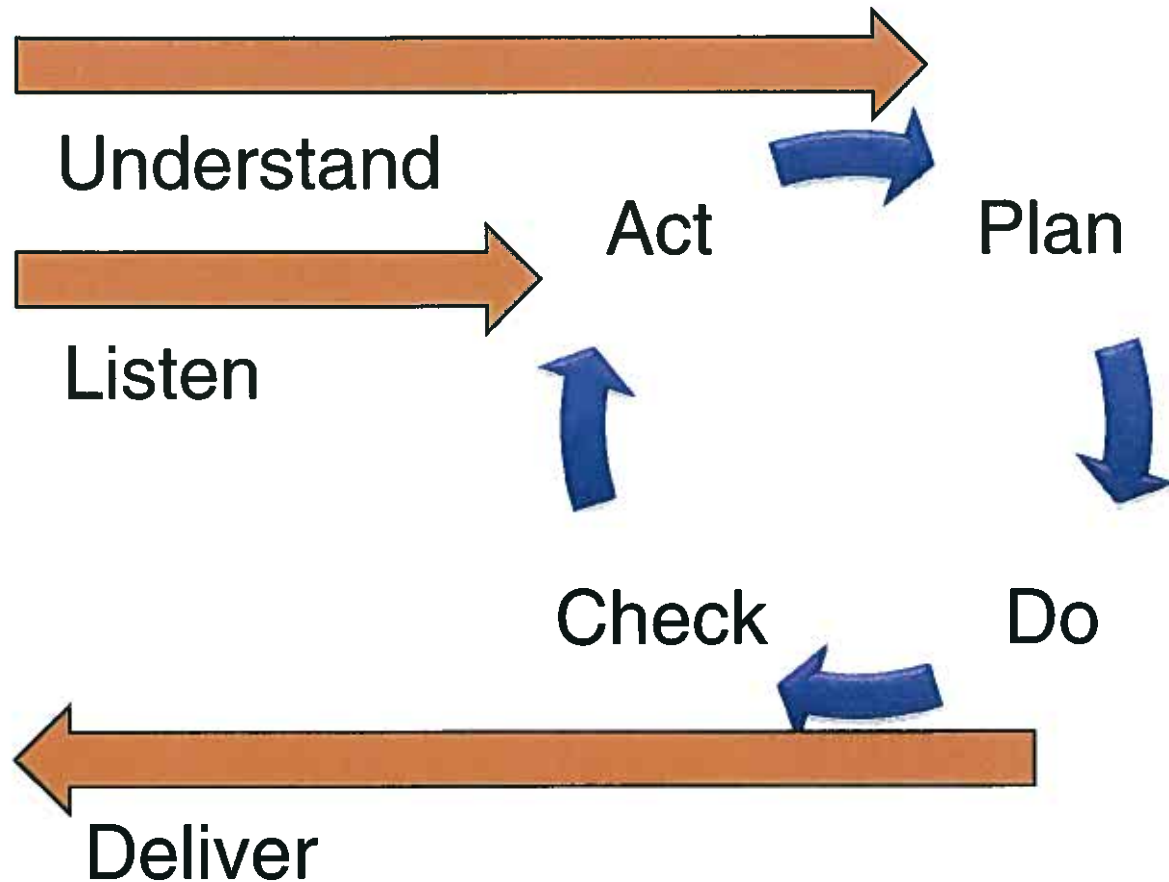 Understand
Act
Plan
Listen
Check
Do
Deliver